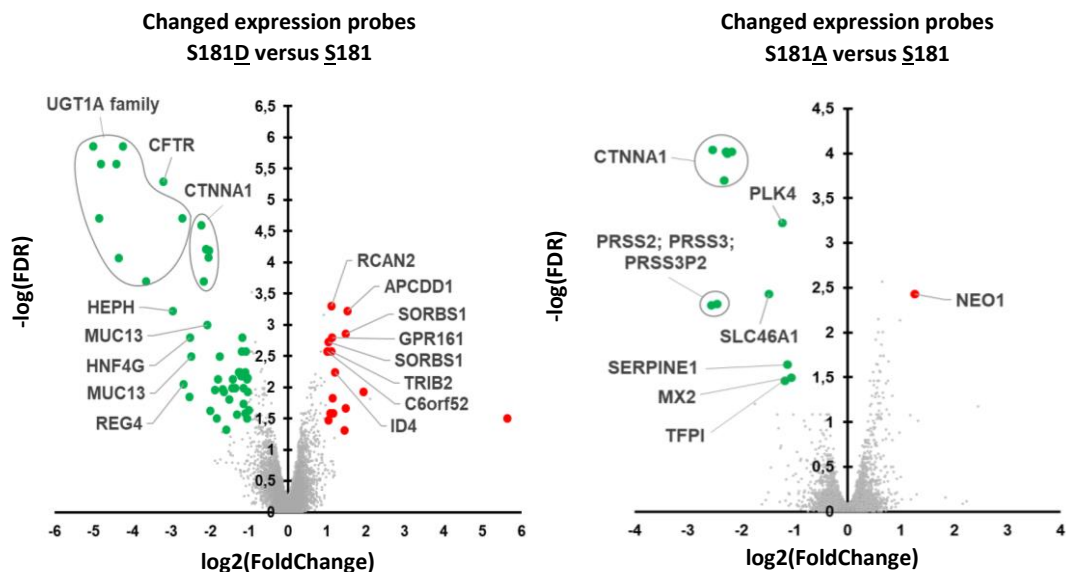 Changed expression probes
S181D versus S181
UGT1A family
CFTR
CTNNA1
HEPH
MUC13
HNF4G
MUC13
REG4
RCAN2
APCDD1
SORBS1
GPR161
SORBS1
TRIB2
C6orf52
ID4
6,5
6
5,5
5
4,5
4
3,5
3
2,5
2
1,5
1
0,5
0
-6 -5 -4 -3 -2 -1 0 1 2 3 4 5 6
-log(FDR)
log2(FoldChange)
Changed expression probes
S181A versus S181
CTNNA1
PLK4
PRSS2; PRSS3;
PRSS3P2
SLC46A1
NEO1
SERPINE1
MX2
TFPI
4,5
4
3,5
3
2,5
2
1,5
1
0,5
0
-4 -3 -2 -1 0 1 2 3 4
-log(FDR)
log2(FoldChange)